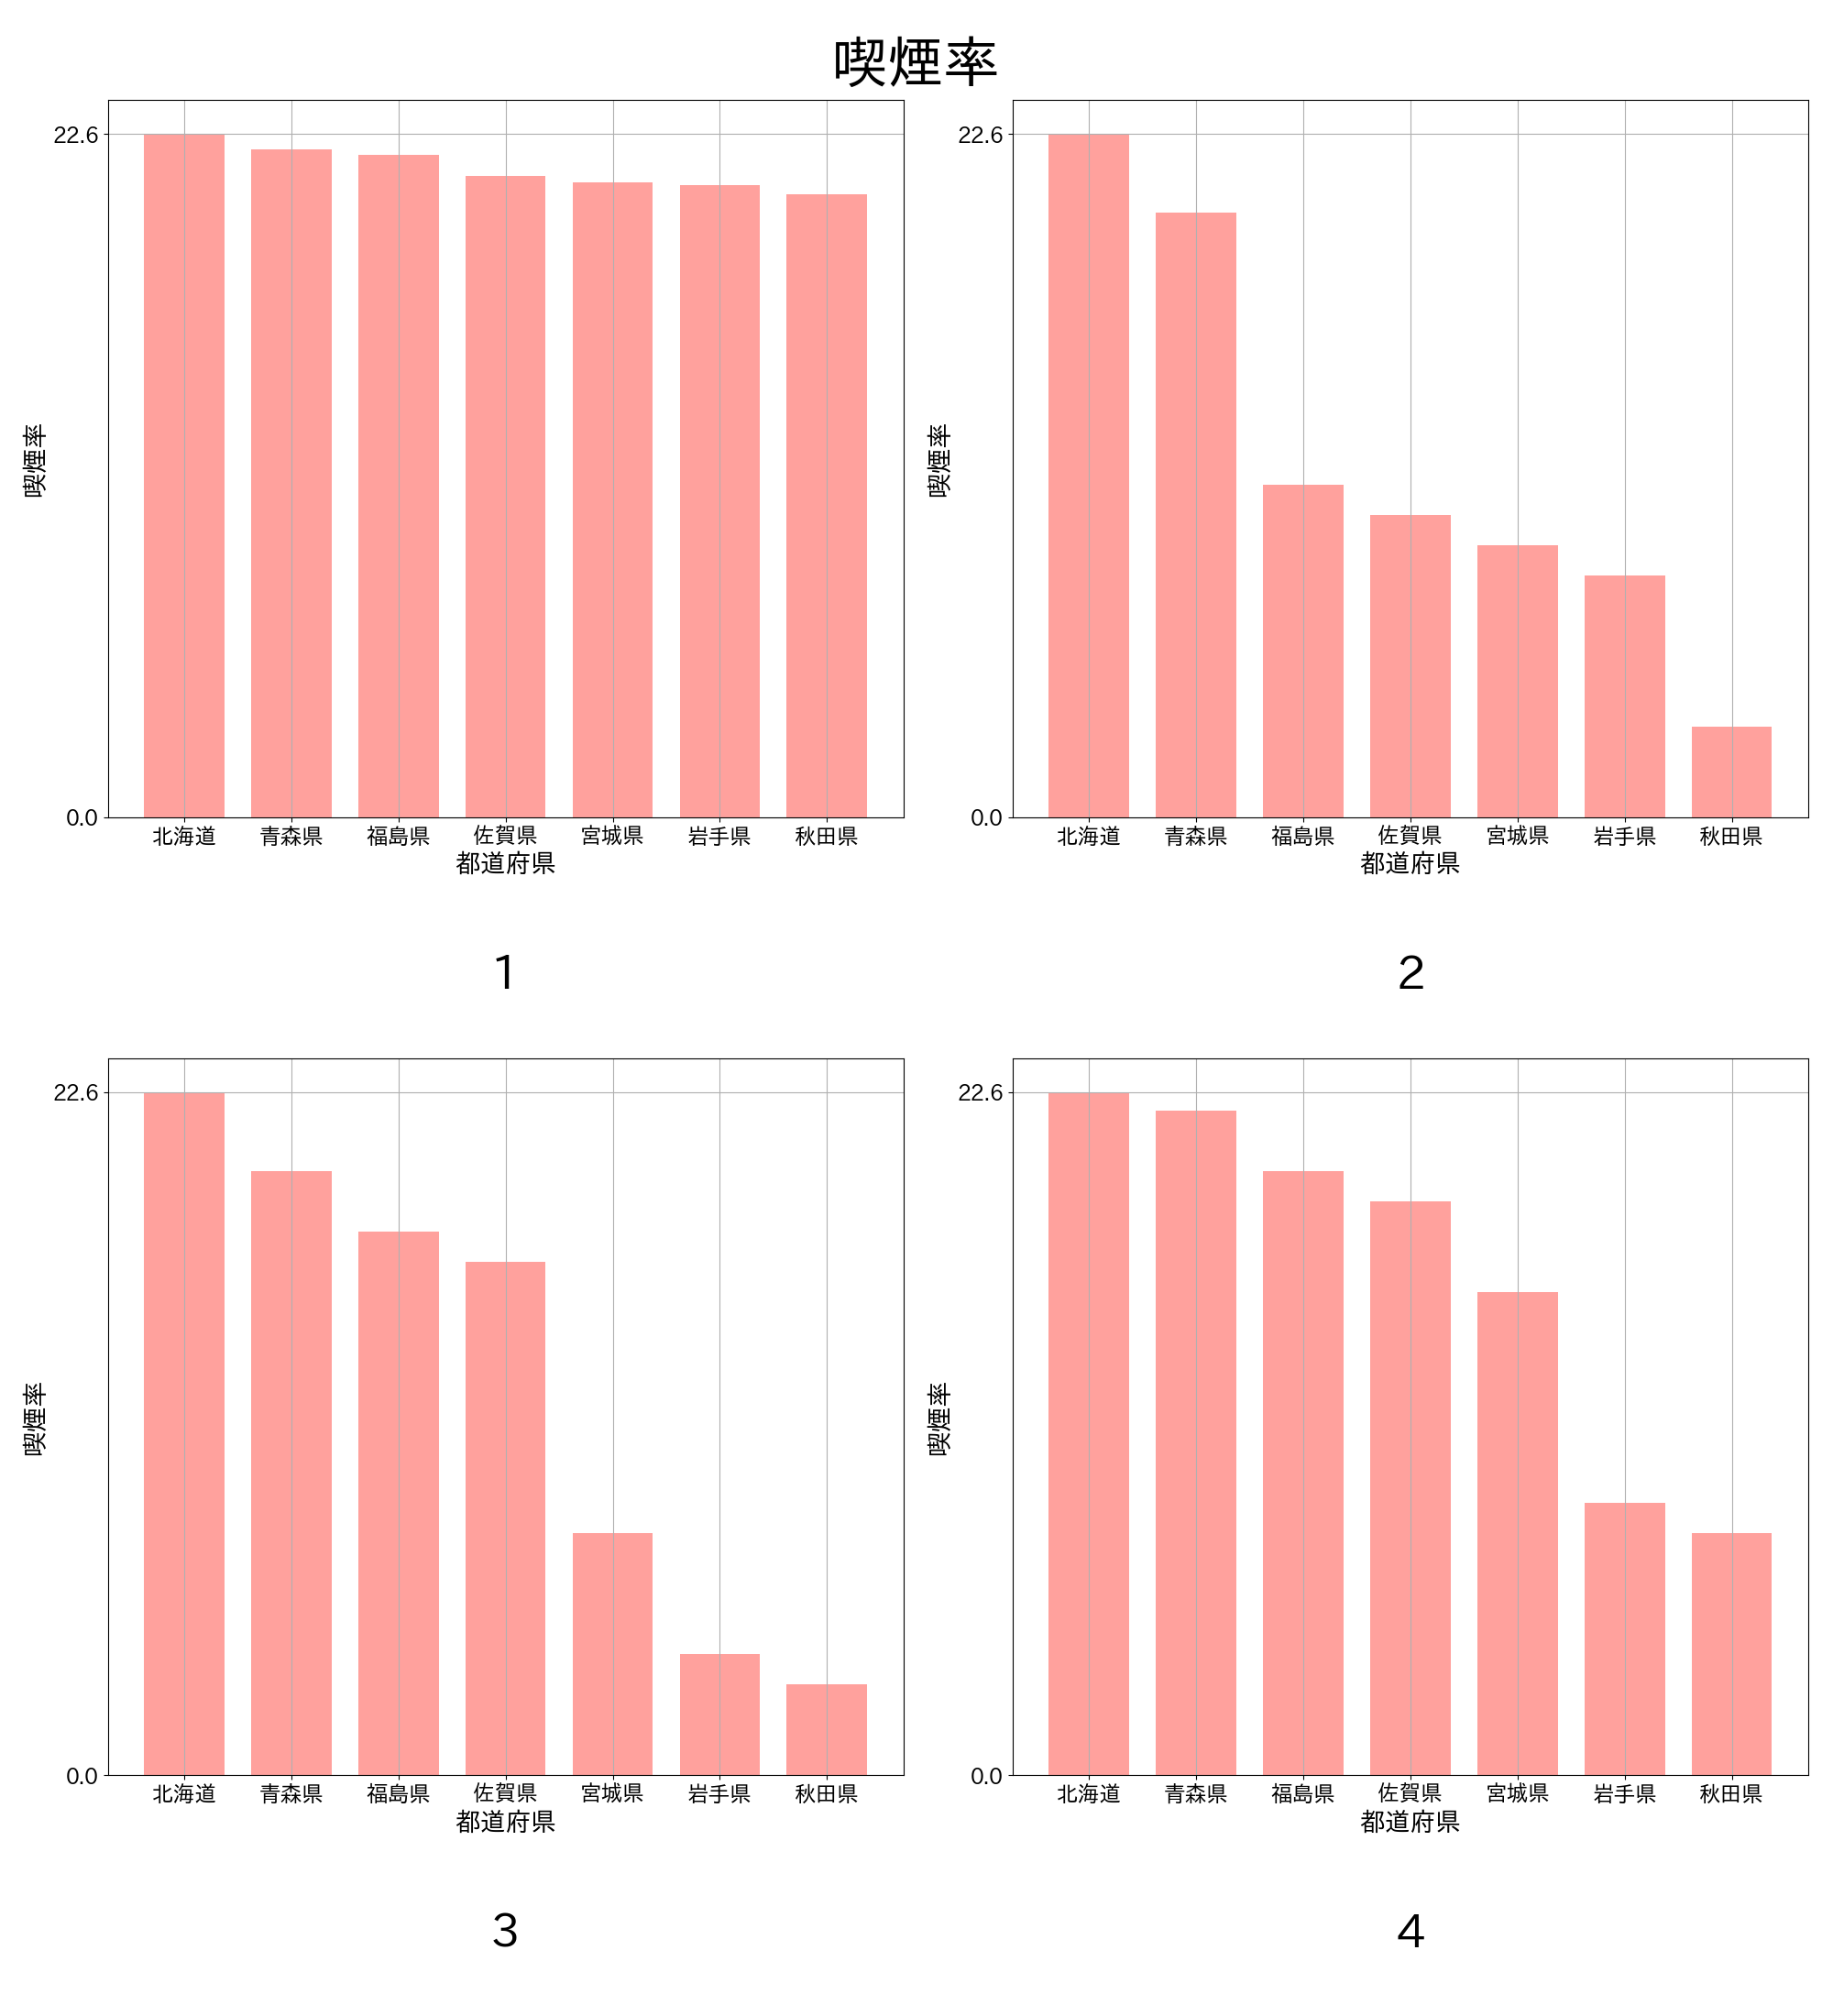 喫煙率
22.6
0.0
喫煙率
北海道 青森県 福島県 佐賀県 宮城県 岩手県 秋田県
都道府県
1
22.6
0.0
喫煙率
北海道 青森県 福島県 佐賀県 宮城県 岩手県 秋田県
都道府県
2
22.6
0.0
喫煙率
北海道 青森県 福島県 佐賀県 宮城県 岩手県 秋田県
都道府県
3
22.6
0.0
喫煙率
北海道 青森県 福島県 佐賀県 宮城県 岩手県 秋田県
都道府県
4